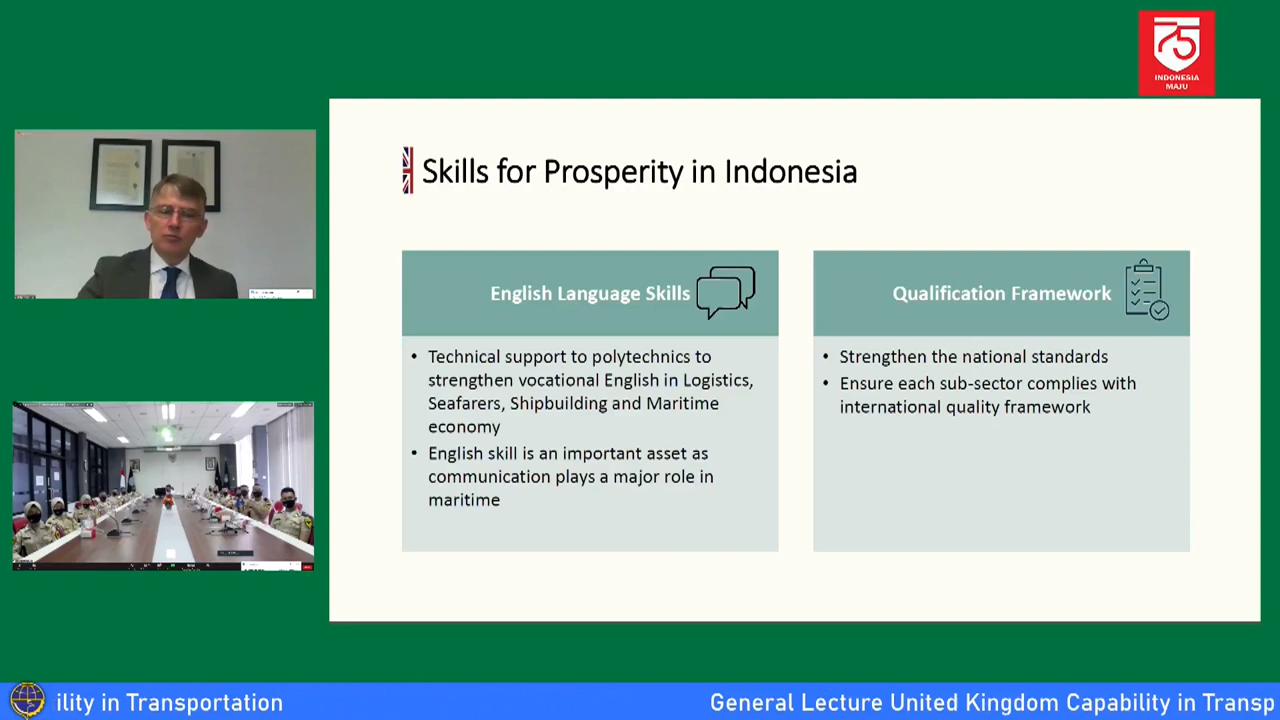 75
INDONESIA
MAJU
Skills for Prosperity in Indonesia
English Language Skills
• Technical support to polytechnics to
strengthen vocational English in Logistics,
Seafarers, Shipbuilding and Maritime
economy
• English skill is an important asset as
communication plays a major role in
maritime
Qualification Framework
• Strengthen the national standards
• Ensure each sub-sector complies with
international quality framework
ility in Transportation
General Lecture United Kingdom Capability in Transp